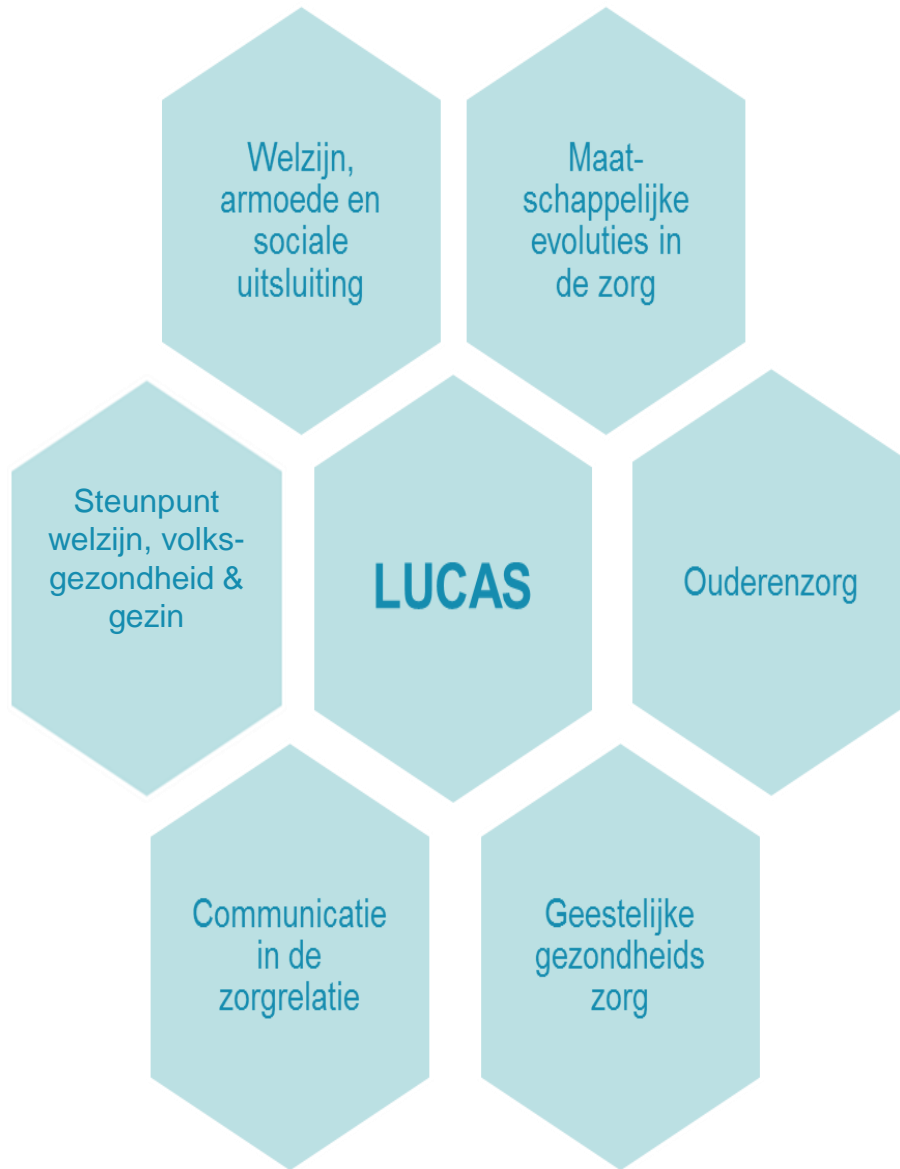 Welzijn,
armoede en
sociale
uitsluiting
Maat-
schappelijke
evoluties in
de zorg
Steunpunt
welzijn, volks-
gezondheid &
gezin
LUCAS
Ouderenzorg
Communicatie
in de
zorgrelatie
Geestelijke
gezondheids
zorg